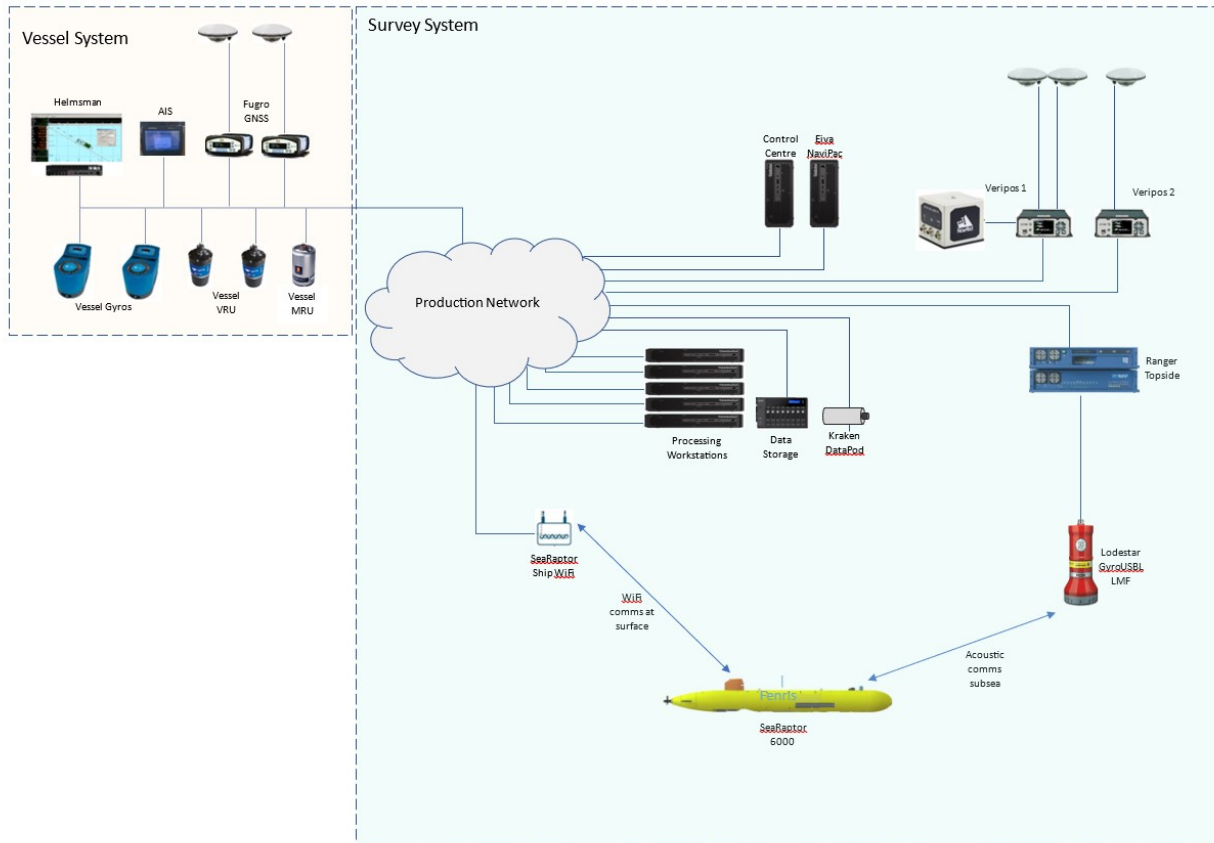 Vessel System
Helmsman
AIS
Fugro
GNSS
Vessel Gyros
Vessel
VRU
Vessel
MRU
Survey System
Control
Centre
Eiva
NaviPac
Veripos 1
Veripos 2
Production Network
Ranger
Topside
Processing
Workstations
Data
Storage
Kraken
DataPod
SeaRaptor
Ship WiFi
Lodestar
GyroUSBL
LMF
WiFi
comms at
surface
Acoustic
comms
subsea
Fenris
SeaRaptor
6000